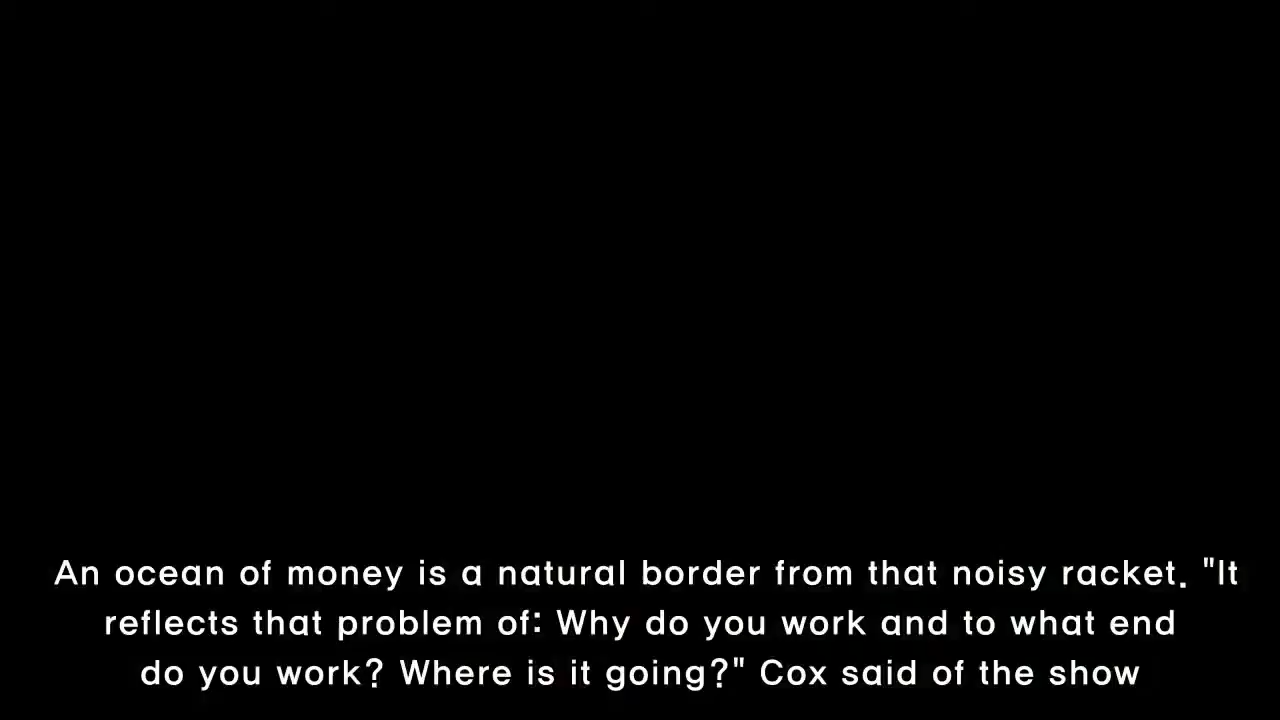 An ocean of money is a natural border from that noisy racket. "It
reflects that problem of: Why do you work and to what end
do you work? Where is it going?" Cox said of the show